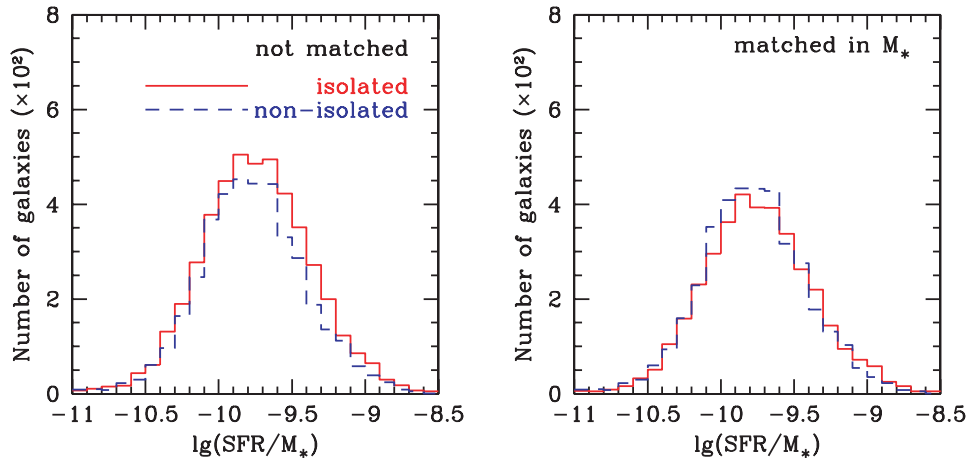 Number of galaxies (×10²)
8
6
4
2
0
not matched
isolated
non-isolated
−11 −10.5 −10 −9.5 −9 −8.5
lg(SFR/M*)
Number of galaxies (×10²)
8
6
4
2
0
matched in M*
−11 −10.5 −10 −9.5 −9 −8.5
lg(SFR/M*)